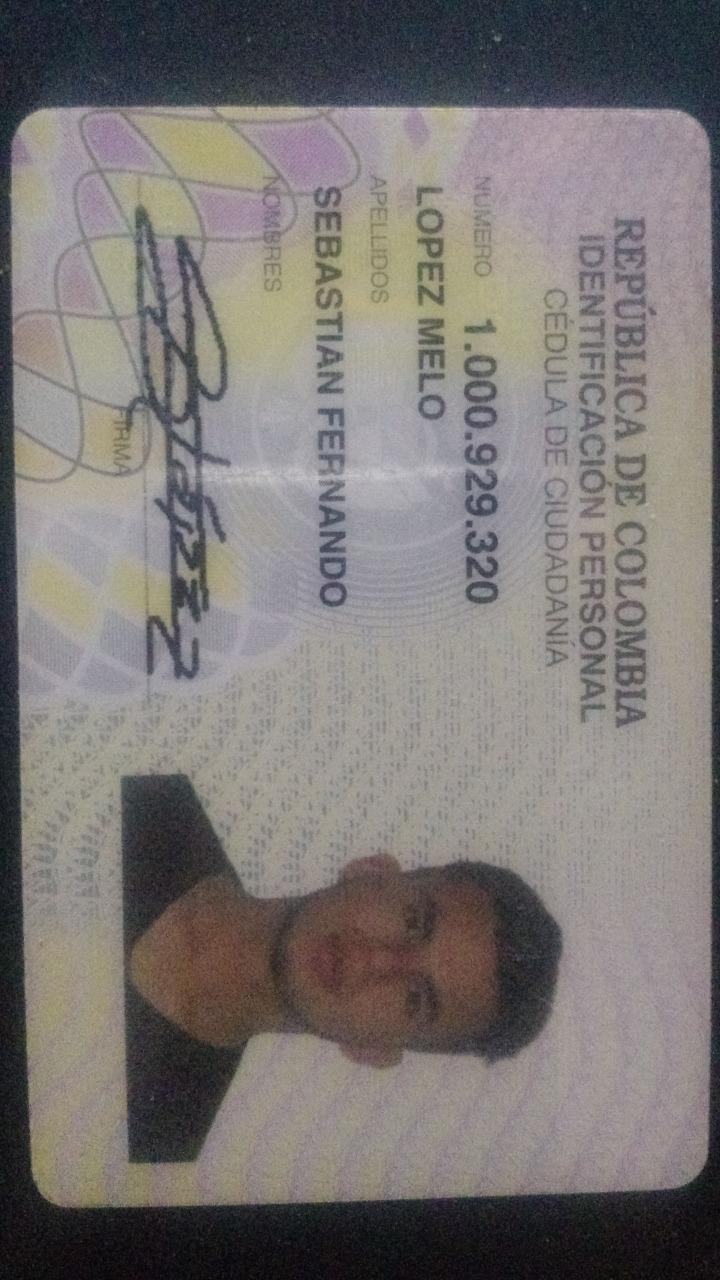 REPÚBLICA DE COLOMBIA
IDENTIFICACIÓN PERSONAL
CÉDULA DE CIUDADANÍA
NUMERO 1.000.929.320
LOPEZ MELO
APELLIDOS
SEBASTIAN FERNANDO
NOMBRES
FIRMA